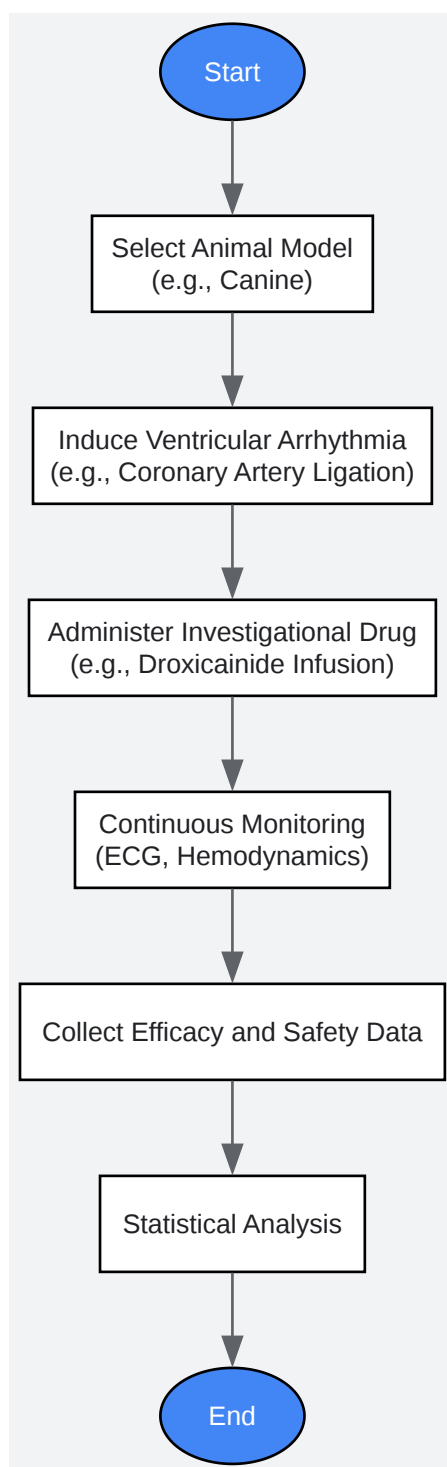 Start
Select Animal Model
(e.g., Canine)
Induce Ventricular Arrhythmia
(e.g., Coronary Artery Ligation)
Administer Investigational Drug
(e.g., Droxicainide Infusion)
Continuous Monitoring
(ECG, Hemodynamics)
Collect Efficacy and Safety Data
Statistical Analysis
End